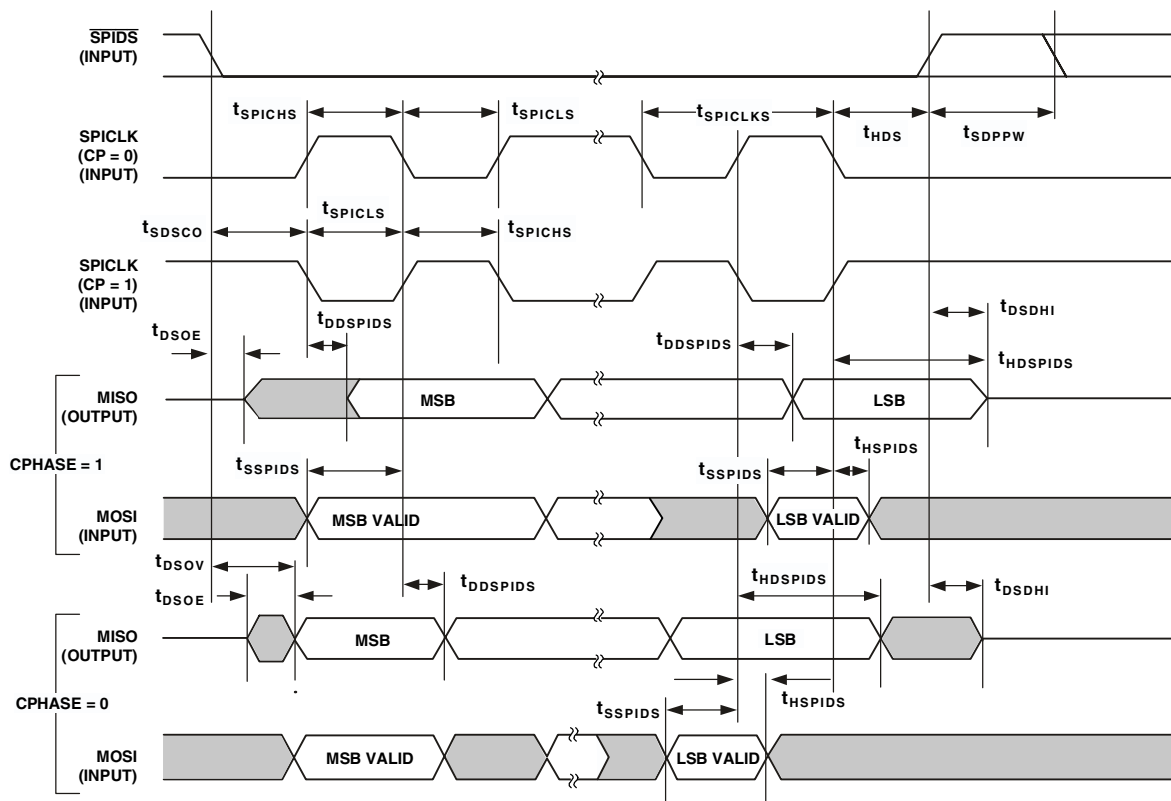 SPIDS
(INPUT)
tSPICHS
tSPICLS
tSPICLKS
tHDS
tSDPPW
SPICLK
(CP = 0)
(INPUT)
tSPICLS
tSDSCO
tSPICHS
SPICLK
(CP = 1)
(INPUT)
tDSOE
tDDSPIDS
tDDSPIDS
tDSDHI
tHDSPIDS
MISO
(OUTPUT)
MSB
LSB
CPHASE = 1
tSSPIDS
tSSPIDS
tHSPIDS
MOSI
(INPUT)
MSB VALID
LSB VALID
tDSOV
tDSOE
tDDSPIDS
tHDSPIDS
tDSDHI
MISO
(OUTPUT)
MSB
LSB
CPHASE = 0
tSSPIDS
tHSPIDS
MOSI
(INPUT)
MSB VALID
LSB VALID